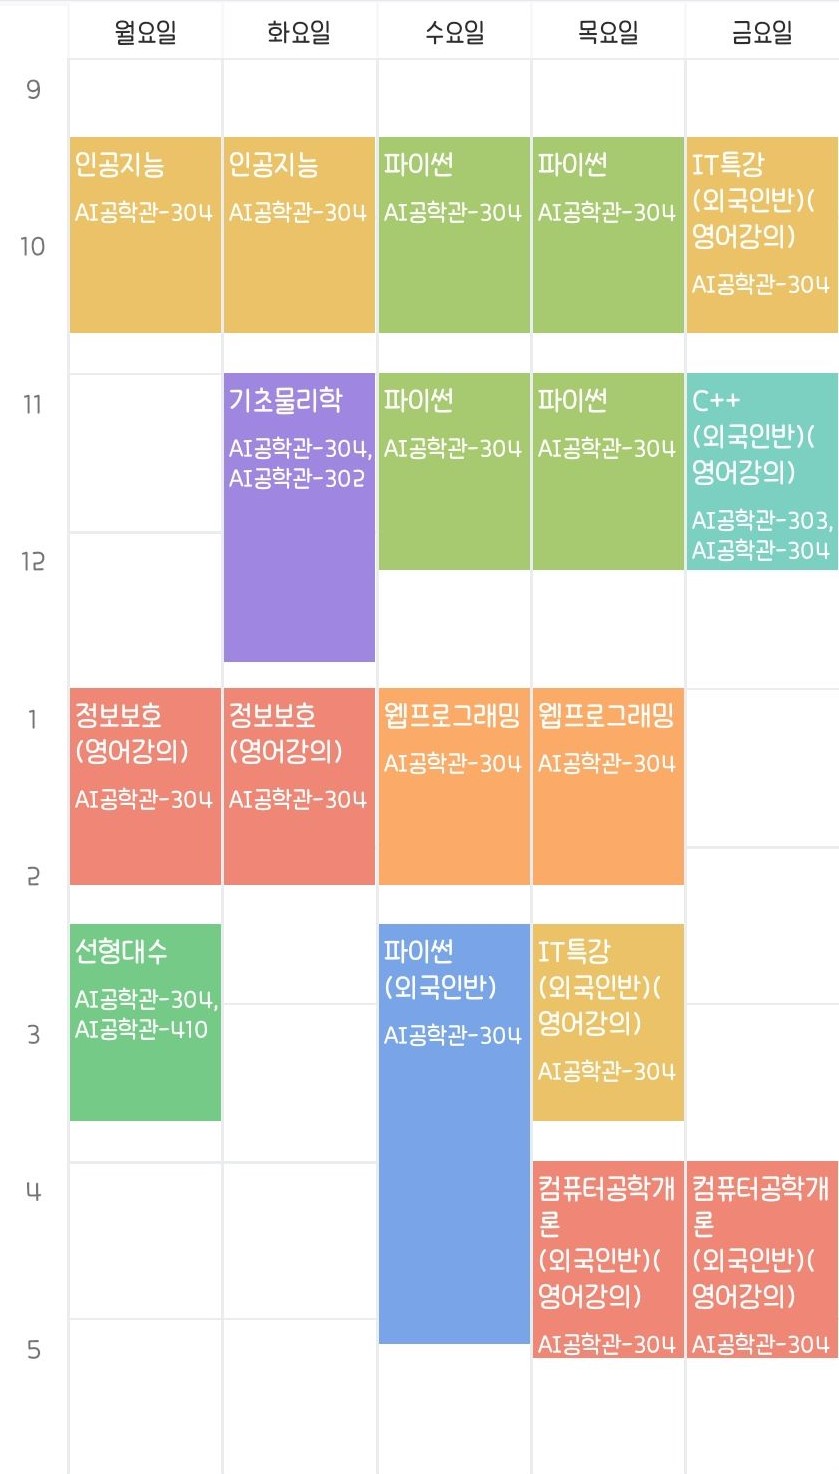 월요일 화요일 수요일 목요일 금요일
9
인공지능
AI공학관-304
인공지능
AI공학관-304
파이썬
AI공학관-304
파이썬
AI공학관-304
IT특강
(외국인반)(
영어강의)
AI공학관-304
10
11
기초물리학
AI공학관-304,
AI공학관-302
파이썬
AI공학관-304
파이썬
AI공학관-304
C++
(외국인반)(
영어강의)
AI공학관-303,
AI공학관-304
12
1
정보보호
(영어강의)
AI공학관-304
정보보호
(영어강의)
AI공학관-304
웹프로그래밍
AI공학관-304
웹프로그래밍
AI공학관-304
2
선형대수
AI공학관-304,
AI공학관-410
파이썬
(외국인반)
AI공학관-304
IT특강
(외국인반)(
영어강의)
AI공학관-304
3
4
컴퓨터공학개
론
(외국인반)(
영어강의)
AI공학관-304
컴퓨터공학개
론
(외국인반)(
영어강의)
AI공학관-304
5